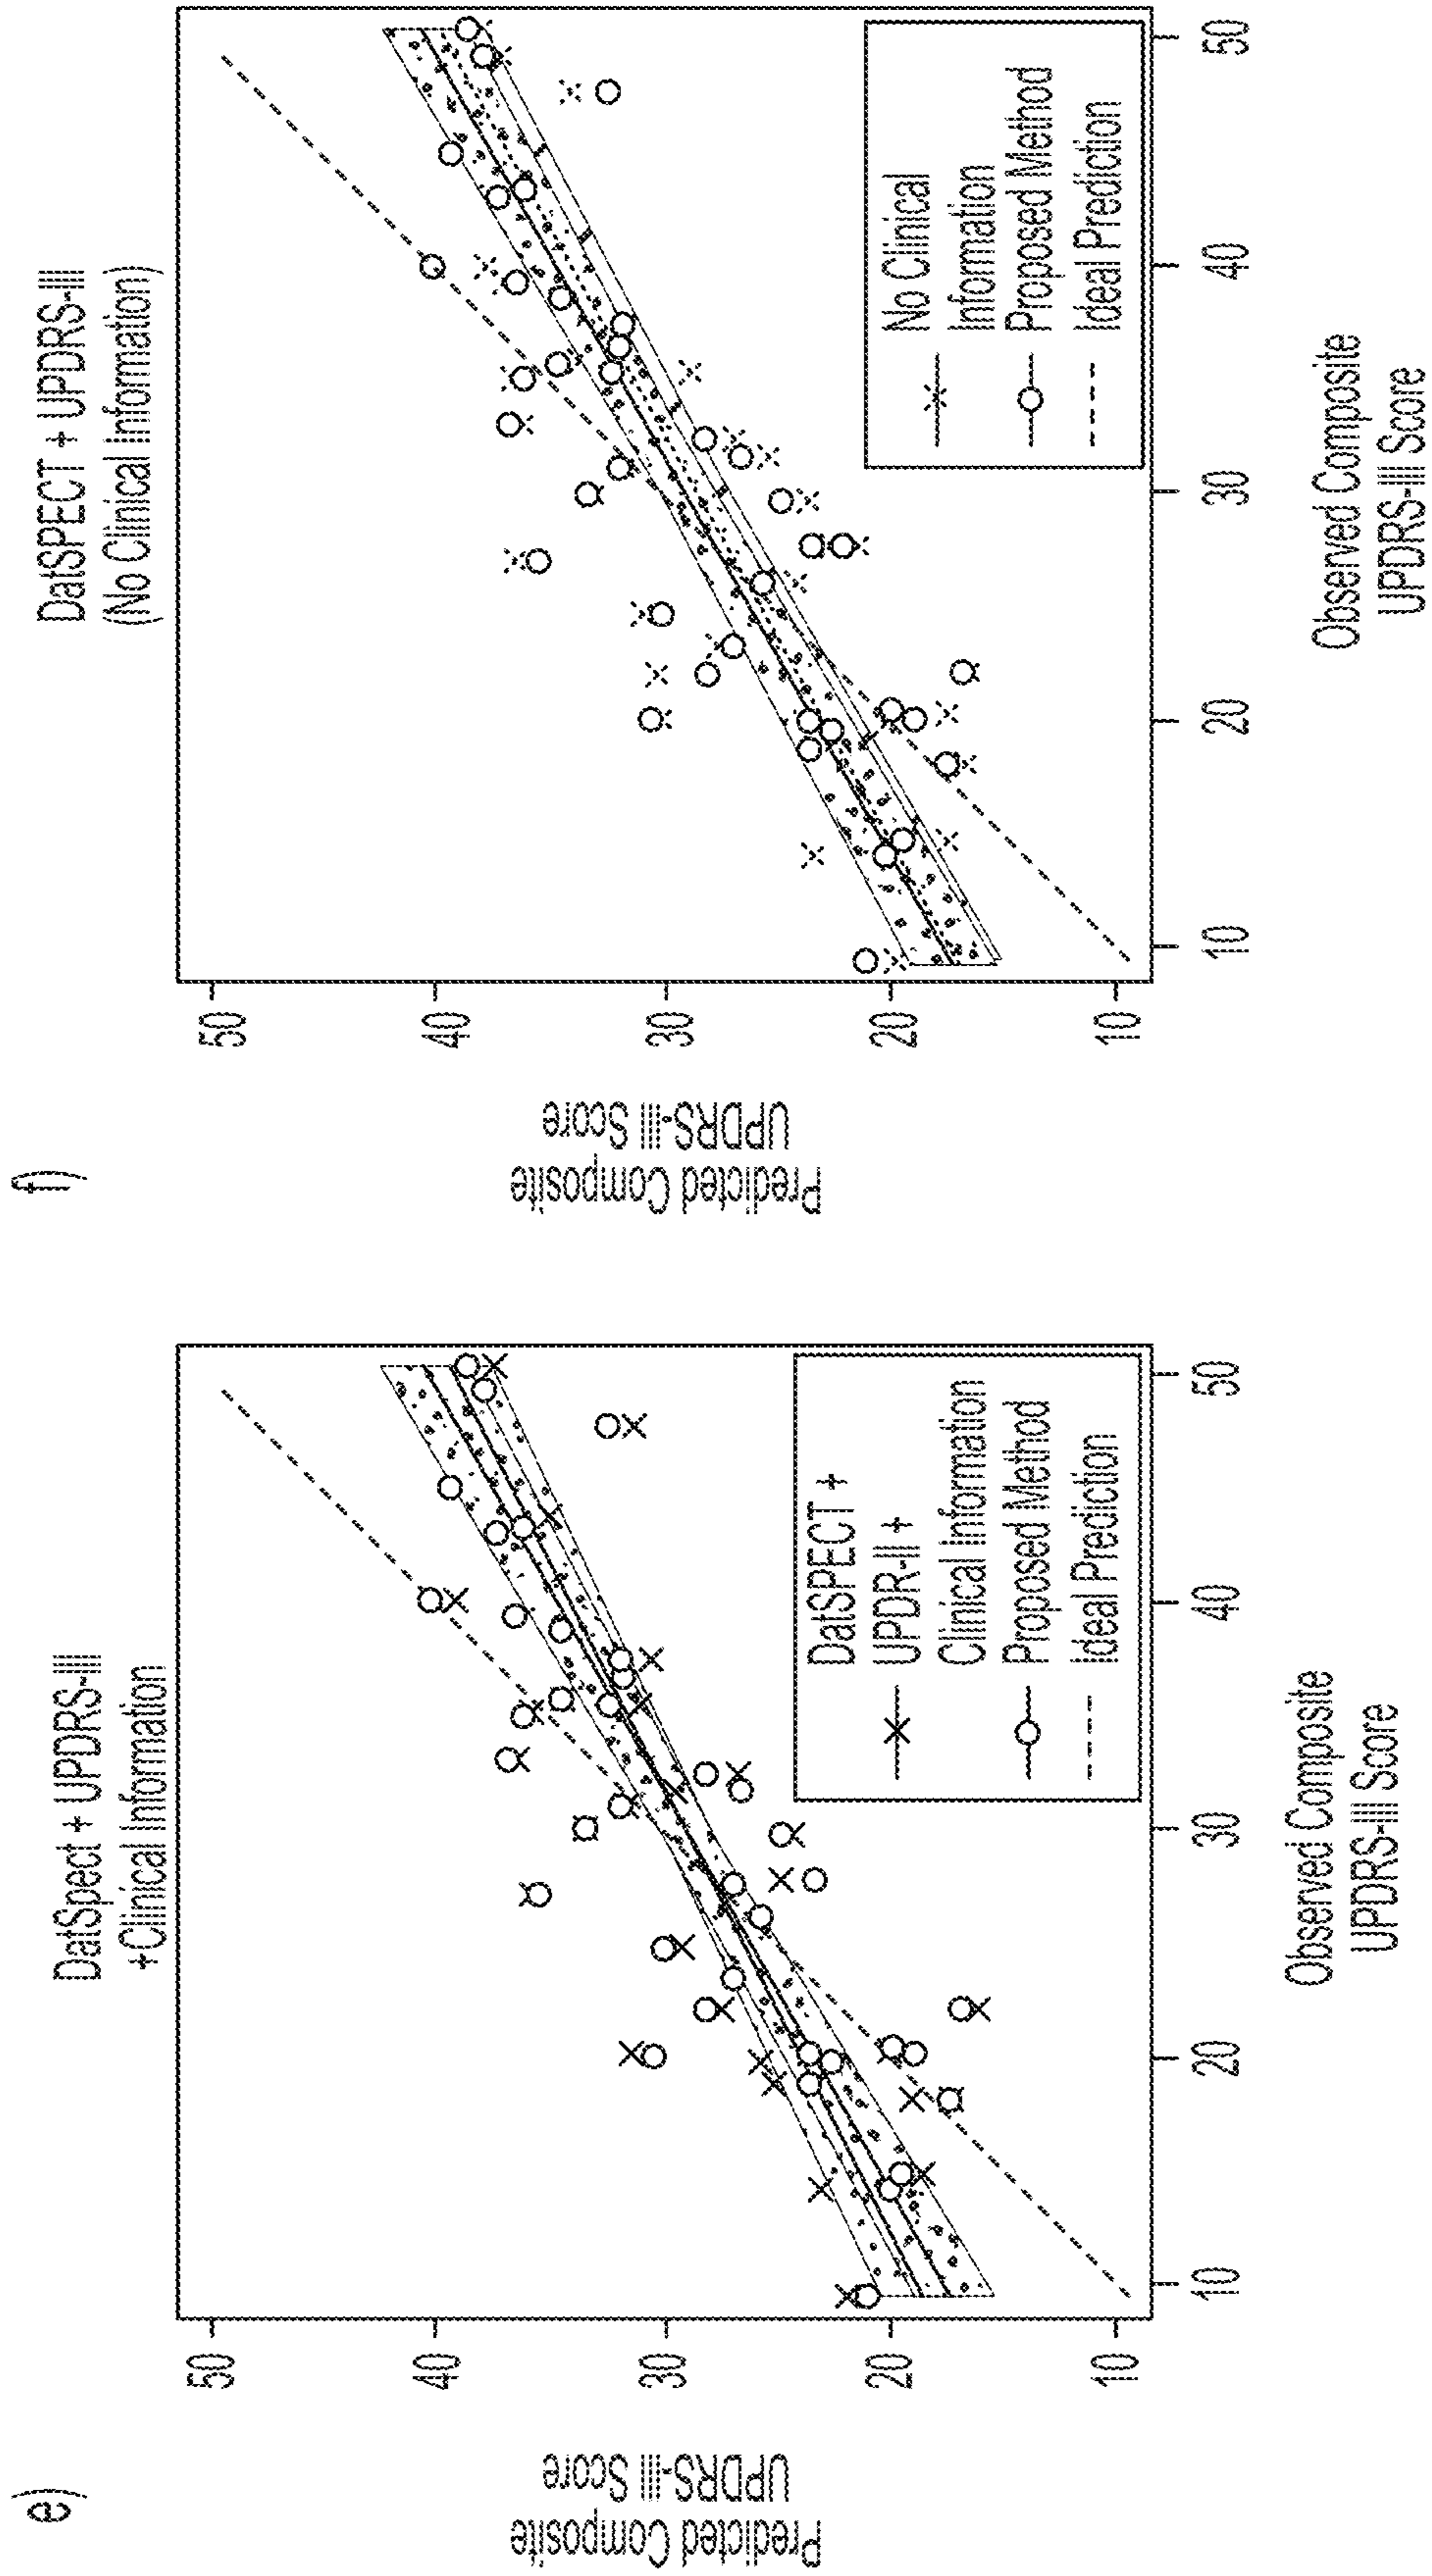 e)
DatSpect + UPDRS-III
+Clinical Information
Predicted Composite
UPDRS-III Score
50
40
30
20
10
DatSPECT +
UPDR-II +
Clinical Information
Proposed Method
Ideal Prediction
10
20
30
40
50
Observed Composite
UPDRS-III Score
f)
DatSPECT + UPDRS-III
(No Clinical Information)
Predicted Composite
UPDRS-III Score
50
40
30
20
10
No Clinical
Information
Proposed Method
Ideal Prediction
10
20
30
40
50
Observed Composite
UPDRS-III Score